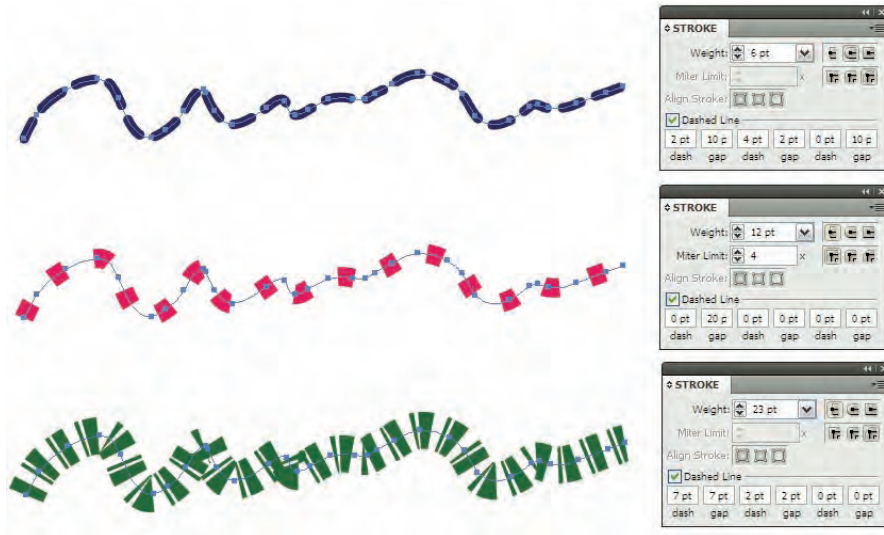 STROKE
Weight: 6 pt
Miter Limit: x
Align Stroke:
Dashed Line
2 pt 10 p 4 pt 2 pt 0 pt 10 p
dash gap dash gap dash gap
STROKE
Weight: 12 pt
Miter Limit: 4 x
Align Stroke:
Dashed Line
0 pt 20 p 0 pt 0 pt 0 pt 0 pt
dash gap dash gap dash gap
STROKE
Weight: 23 pt
Miter Limit: x
Align Stroke:
Dashed Line
7 pt 7 pt 2 pt 2 pt 0 pt 0 pt
dash gap dash gap dash gap